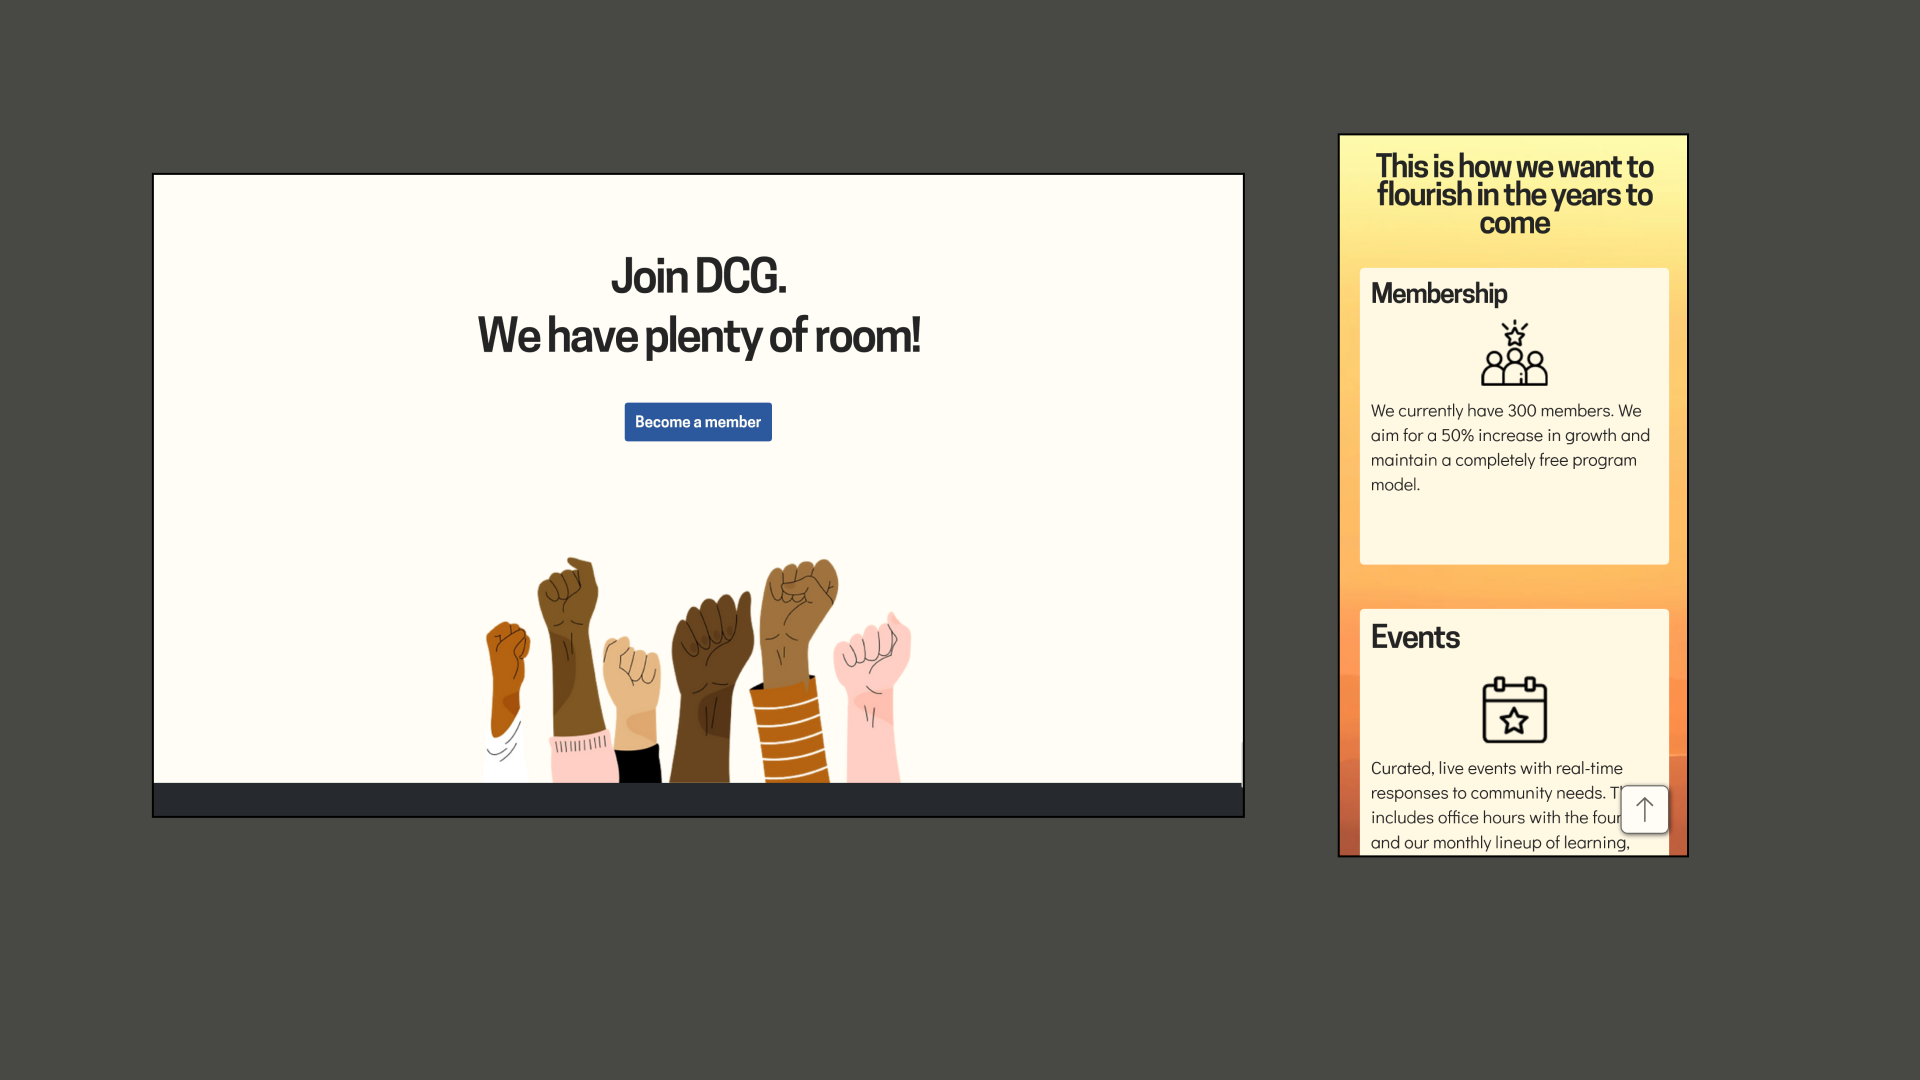 Join DCG.
We have plenty of room!
Become a member
This is how we want to
flourish in the years to
come
Membership
We currently have 300 members. We
aim for a 50% increase in growth and
maintain a completely free program
model.
Events
Curated, live events with real-time
responses to community needs.
includes office hours with the
and our monthly lineup of learning,